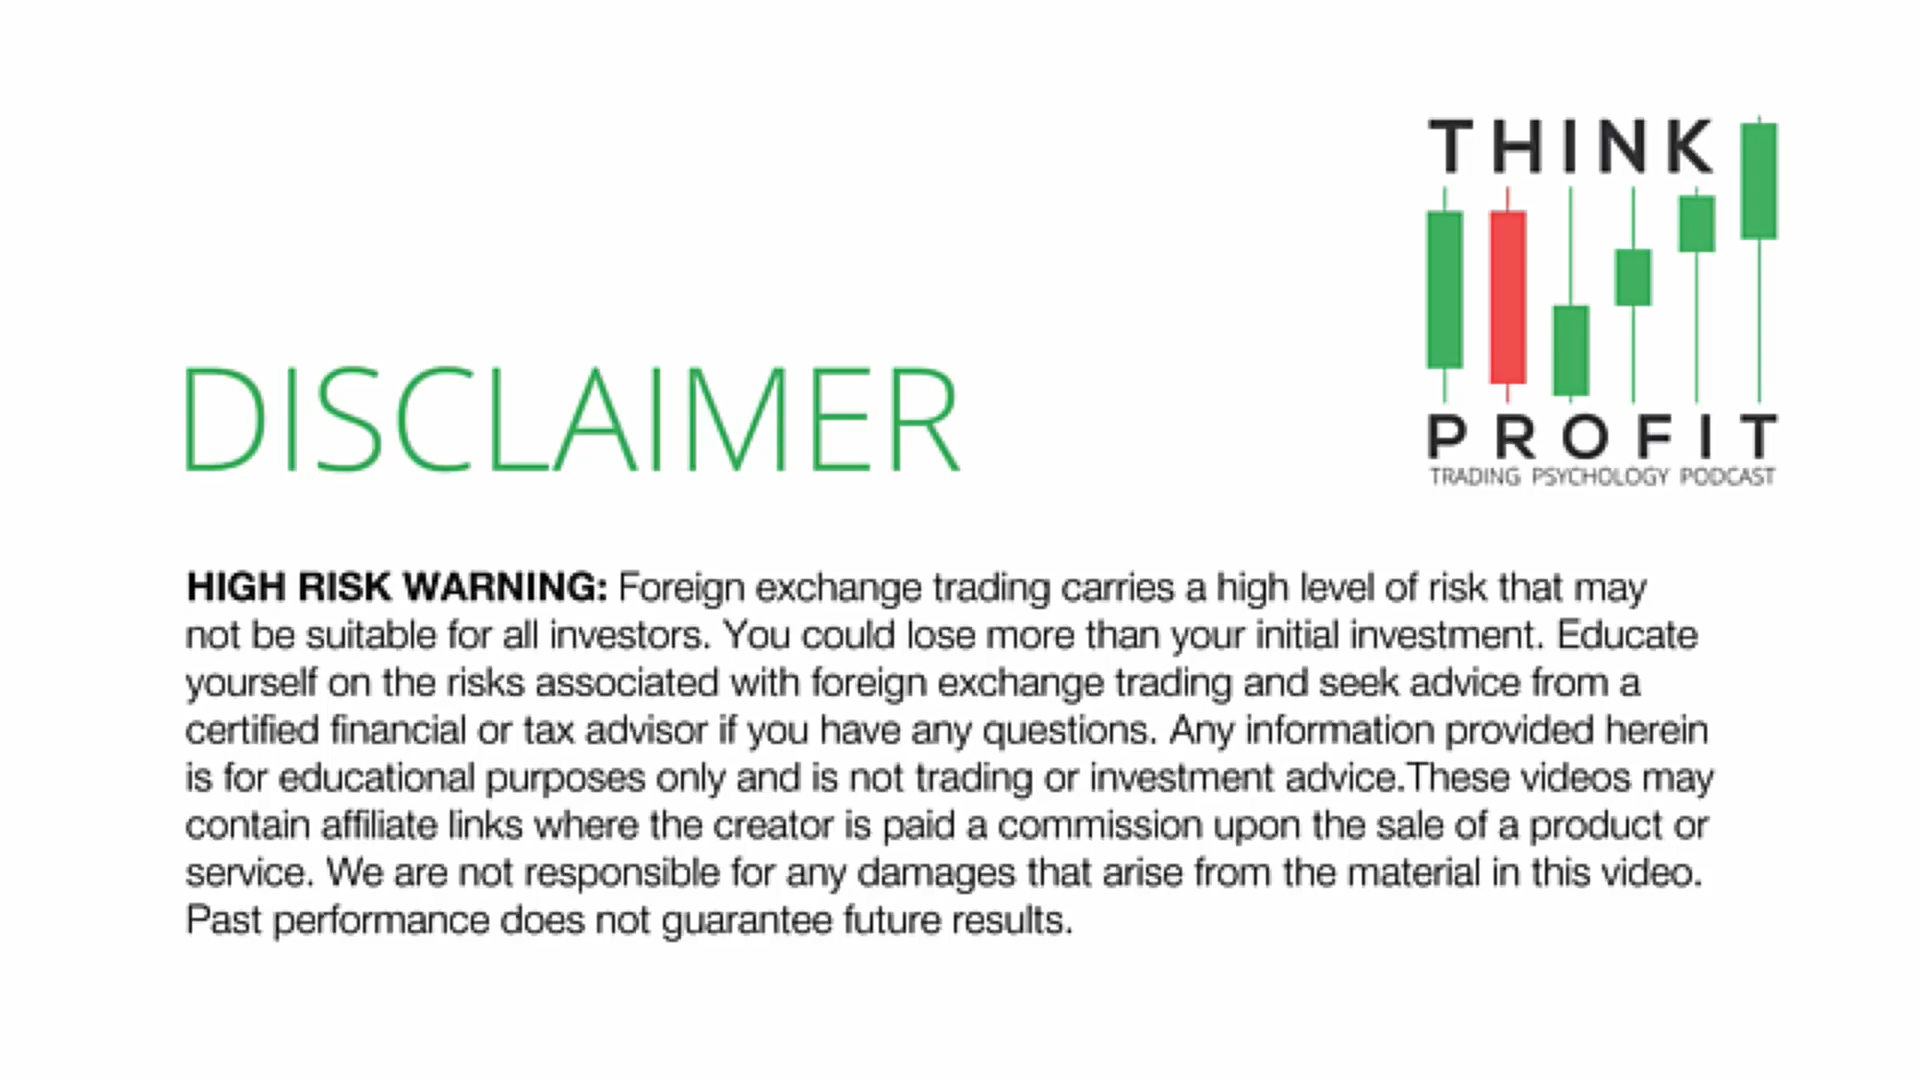 THINK
PROFIT
TRADING PSYCHOLOGY PODCAST
DISCLAIMER
HIGH RISK WARNING: Foreign exchange trading carries a high level of risk that may
not be suitable for all investors. You could lose more than your initial investment. Educate
yourself on the risks associated with foreign exchange trading and seek advice from a
certified financial or tax advisor if you have any questions. Any information provided herein
is for educational purposes only and is not trading or investment advice.These videos may
contain affiliate links where the creator is paid a commission upon the sale of a product or
service. We are not responsible for any damages that arise from the material in this video.
Past performance does not guarantee future results.